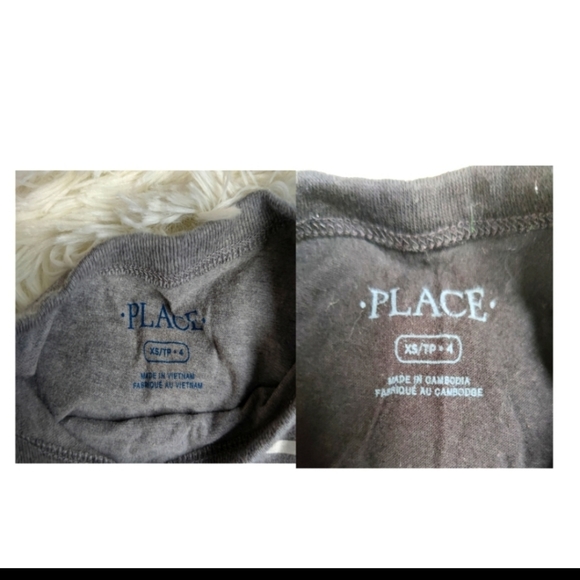 ·PLACE·
XS/TP • 4
MADE IN VIETNAM
FABRIQUÉ AU VIETNAM
·PLACE·
XS/TP • 4
MADE IN CAMBODIA
FABRIQUÉ AU CAMBODGE